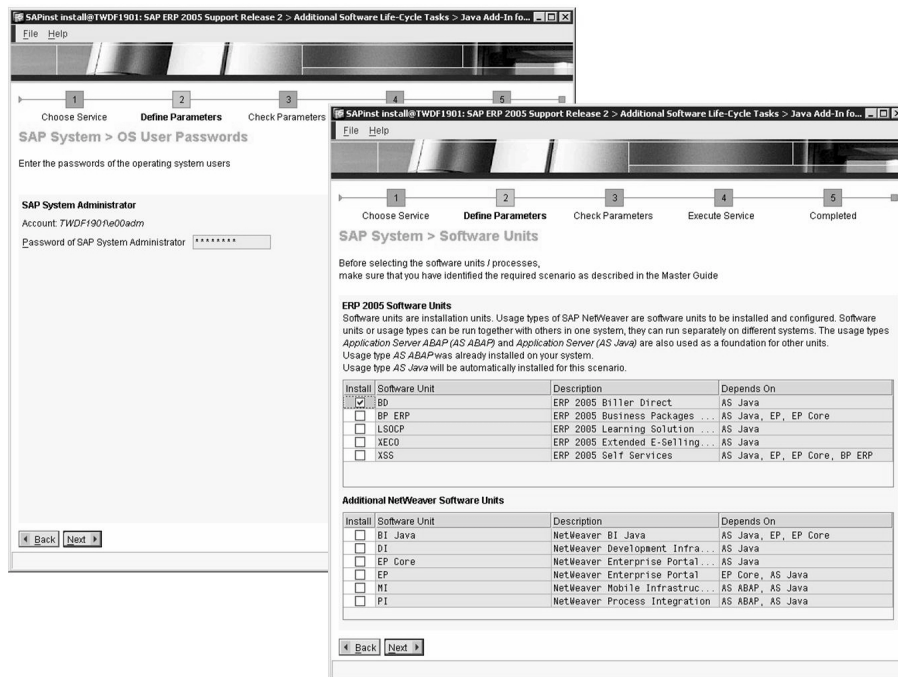 SAPinst install@TWDF1901: SAP ERP 2005 Support Release 2 > Additional Software Life-Cycle Tasks > Java Add-In fo...
File Help
1 2 3 4 5
Choose Service Define Parameters Check Parameters
SAP System > OS User Passwords
Enter the passwords of the operating system users
SAP System Administrator
Account: TWDF1901\e00adm
Password of SAP System Administrator ********
Back Next
SAPinst install@TWDF1901: SAP ERP 2005 Support Release 2 > Additional Software Life-Cycle Tasks > Java Add-In fo...
File Help
1 2 3 4 5
Choose Service Define Parameters Check Parameters Execute Service Completed
SAP System > Software Units
Before selecting the software units / processes,
make sure that you have identified the required scenario as described in the Master Guide
ERP 2005 Software Units
Software units are installation units. Usage types of SAP NetWeaver are software units to be installed and configured. Software
units or usage types can be run together with others in one system, they can run separately on different systems. The usage types
Application Server ABAP (AS ABAP) and Application Server (AS Java) are also used as a foundation for other units.
Usage type AS ABAP was already installed on your system.
Usage type AS Java will be automatically installed for this scenario.
Install Software Unit Description Depends On
BD ERP 2005 Biller Direct AS Java
BP ERP ERP 2005 Business Packages ... AS Java, EP, EP Core
LSOCP ERP 2005 Learning Solution ... AS Java
XECO ERP 2005 Extended E-Selling... AS Java
XSS ERP 2005 Self Services AS Java, EP, EP Core, BP ERP
Additional NetWeaver Software Units
Install Software Unit Description Depends On
BI Java NetWeaver BI Java AS Java, EP, EP Core
DI NetWeaver Development Infra... AS Java
EP Core NetWeaver Enterprise Portal... AS Java
EP NetWeaver Enterprise Portal EP Core, AS Java
MI NetWeaver Mobile Infrastruc... AS ABAP, AS Java
PI NetWeaver Process Integration AS ABAP, AS Java
Back Next